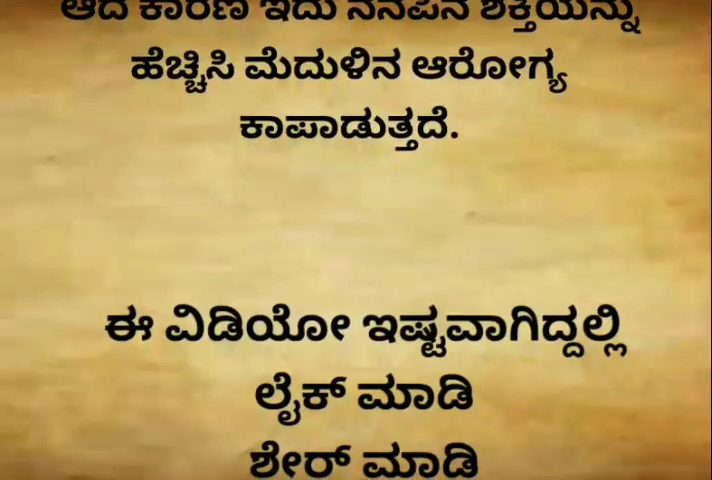 ಆದ ಕಾರಣ ಇದು ನೆನಪಿನ ಶಕ್ತಿಯನ್ನು
ಹೆಚ್ಚಿಸಿ ಮೆದುಳಿನ ಆರೋಗ್ಯ
ಕಾಪಾಡುತ್ತದೆ.
ಈ ವಿಡಿಯೋ ಇಷ್ಟವಾಗಿದ್ದಲ್ಲಿ
ಲೈಕ್ ಮಾಡಿ
ಶೇರ್ ಮಾಡಿ